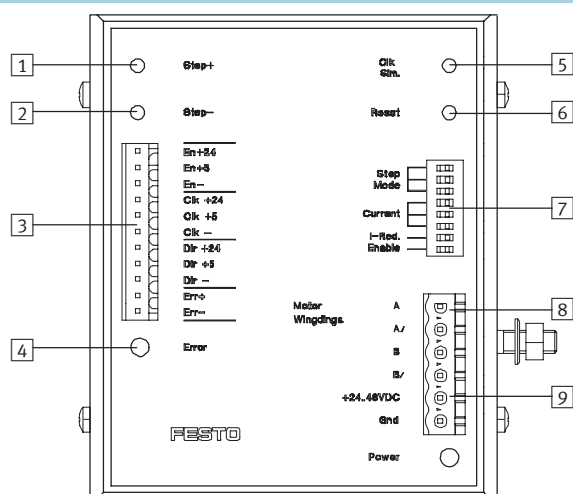 1
Step+
Clk
Sim.
5
2
Step-
Reset
6
En+24
En+5
En-
Clk +24
Clk +5
Clk -
Dir +24
Dir +5
Dir -
Err+
Err-
3
Step
Mode
Current
I-Red.
Enable
7
4
Error
Motor
Wingdings
A
A/
B
B/
+24..48VDC
Gnd
8
9
FESTO
Power